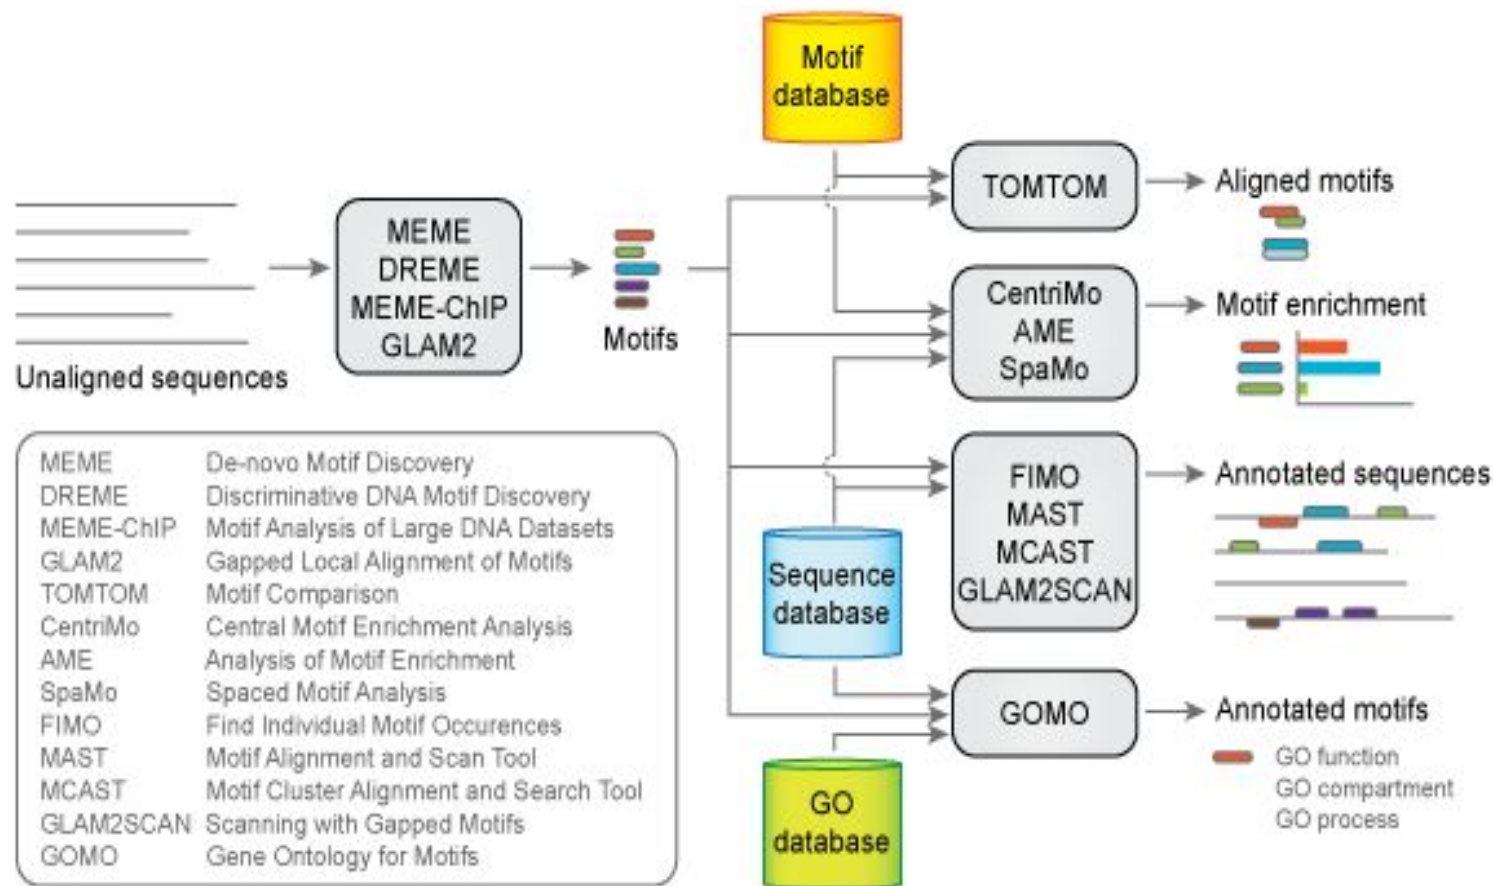 Motif
database
TOMTOM
Aligned motifs
MEME
DREME
MEME-ChIP
GLAM2
Motifs
Unaligned sequences
CentriMo
AME
SpaMo
Motif enrichment
MEME De-novo Motif Discovery
DREME Discriminative DNA Motif Discovery
MEME-ChIP Motif Analysis of Large DNA Datasets
GLAM2 Gapped Local Alignment of Motifs
TOMTOM Motif Comparison
CentriMo Central Motif Enrichment Analysis
AME Analysis of Motif Enrichment
SpaMo Spaced Motif Analysis
FIMO Find Individual Motif Occurences
MAST Motif Alignment and Scan Tool
MCAST Motif Cluster Alignment and Search Tool
GLAM2SCAN Scanning with Gapped Motifs
GOMO Gene Ontology for Motifs
FIMO
MAST
MCAST
GLAM2SCAN
Annotated sequences
Sequence
database
GOMO
Annotated motifs
GO function
GO compartment
GO process
GO
database